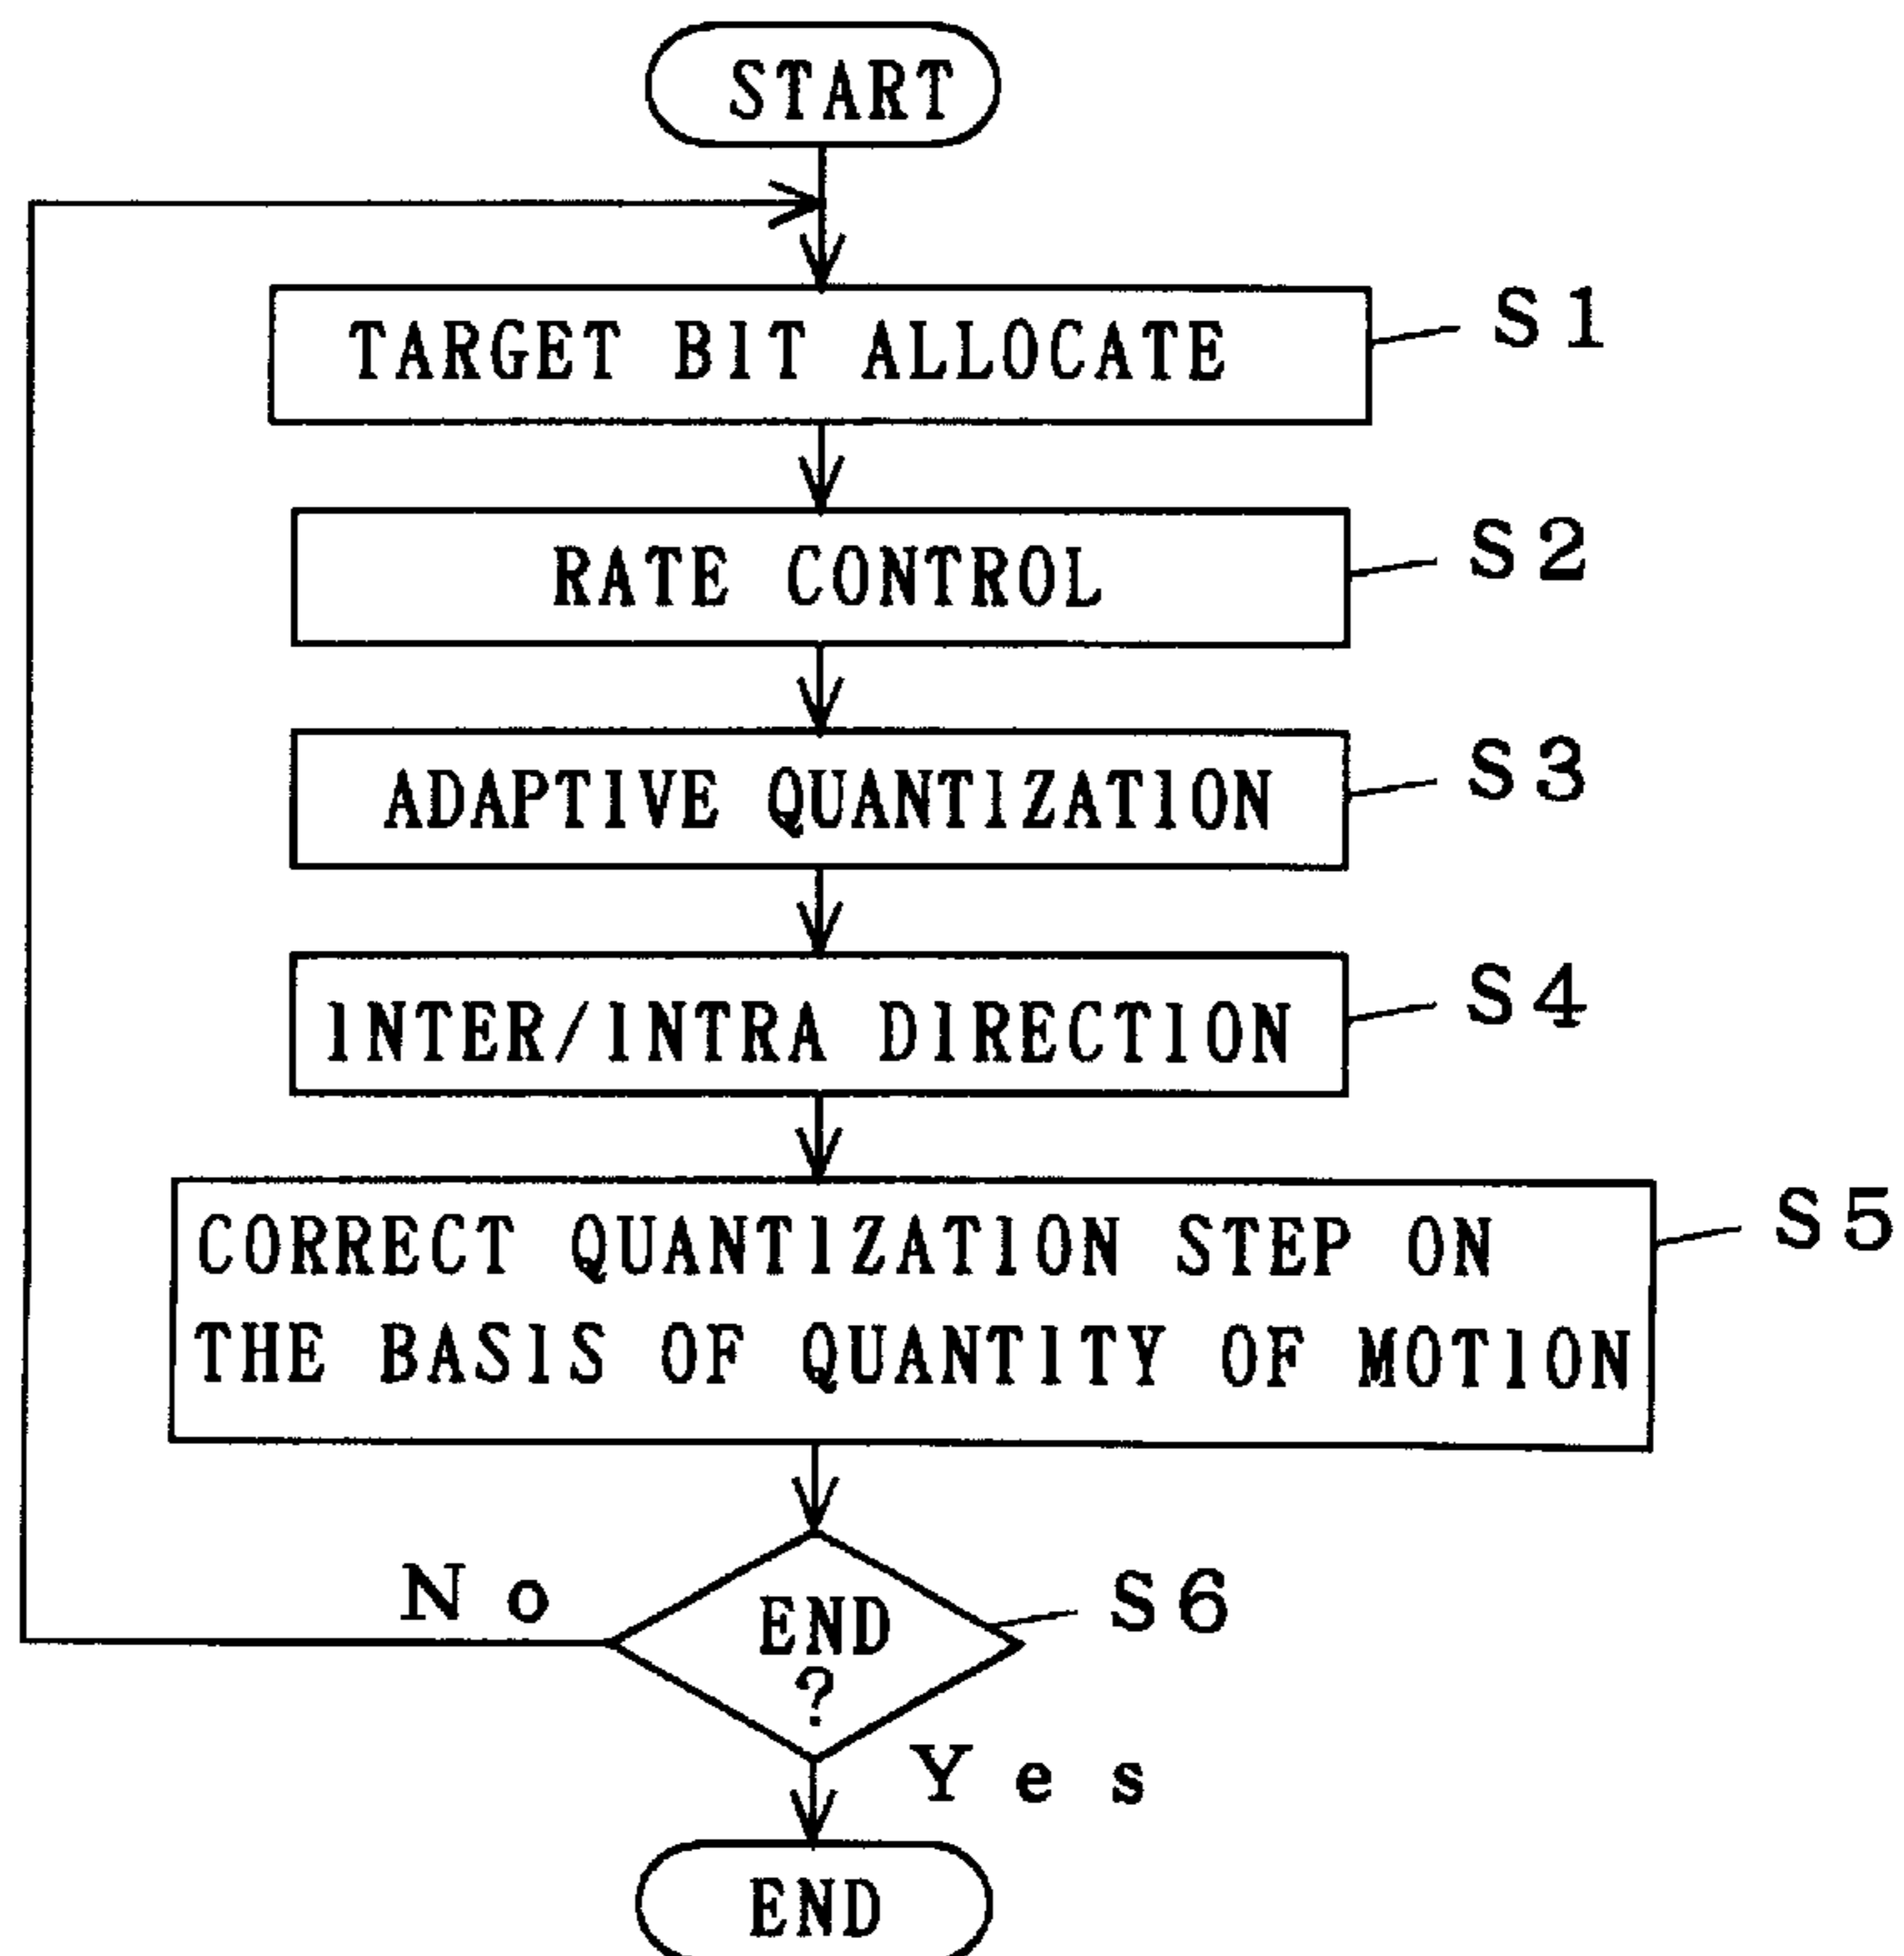 START
TARGET BIT ALLOCATE
S1
RATE CONTROL
S2
ADAPTIVE QUANTIZATION
S3
INTER/INTRA DIRECTION
S4
CORRECT QUANTIZATION STEP ON
THE BASIS OF QUANTITY OF MOTION
S5
No
END
?
S6
Yes
END